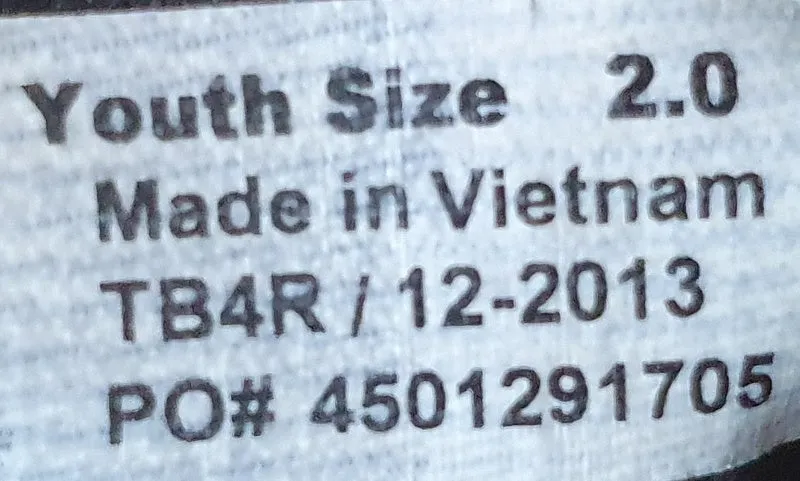 Youth Size 2.0
Made in Vietnam
TB4R / 12-2013
PO# 4501291705